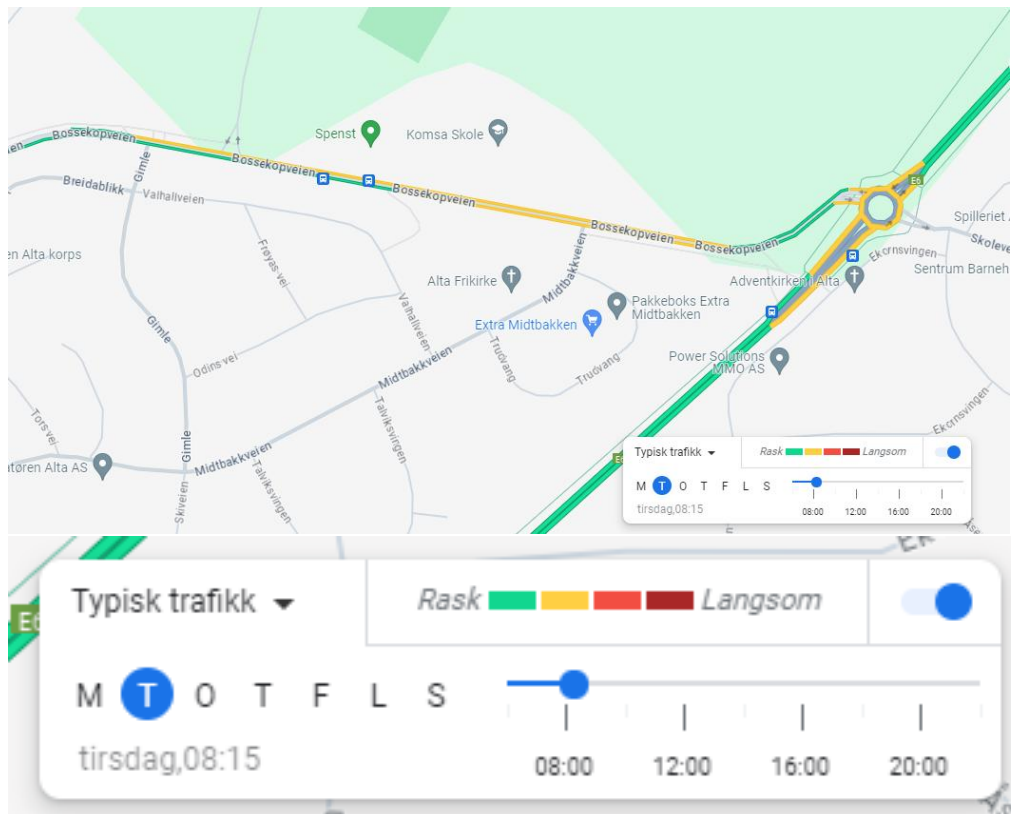 Bossekopveien
Spenst
Komsa Skole
Bossekopveien
Gimle
Breidablikk
Valhallveien
Bossekopveien
E6
Bossekopveien
Spilleriet
Bossekopveien
Skoleve
en Alta korps
Frøyas-vei
Ekornsvingen
Sentrum Barneh
Alta Frikirke
Adventkirken i Alta
Midtbakkveien
Valhallveien
Pakkeboks Extra
Midtbakken
Extra Midtbakken
Gimle
Odins vei
Trudvang
Trudvang
Power Solutions
MMO AS
Midtbakkveien
Talviksvingen
Tors vei
Ekornsvingen
Gimle
Midtbakkveien
tøren Alta AS
Talviksvingen
Skiveien
Typisk trafikk
Rask
Langsom
M T O T F L S
tirsdag,08:15
08:00 12:00 16:00 20:00
E6
Typisk trafikk
Rask
Langsom
M T O T F L S
tirsdag,08:15
08:00 12:00 16:00 20:00